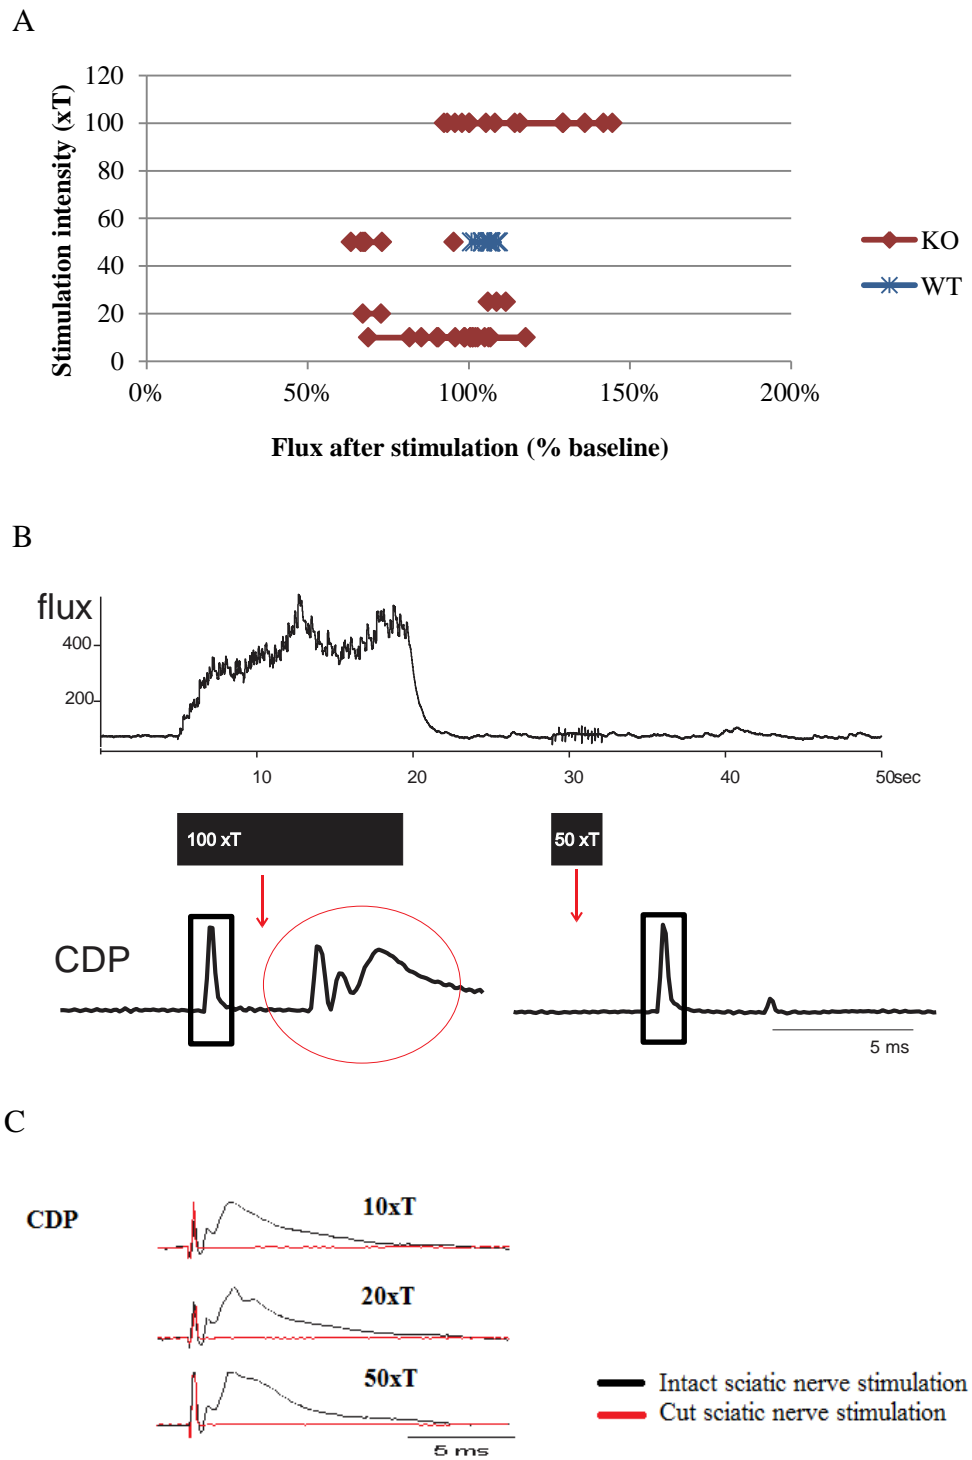 A
Stimulation intensity (xT)
120
100
80
60
40
20
0
0% 50% 100% 150% 200%
Flux after stimulation (% baseline)
KO
WT
B
flux
400
200
10 20 30 40 50sec
100 xT 50 xT
CDP
5 ms
C
CDP
10xT
20xT
50xT
5 ms
Intact sciatic nerve stimulation
Cut sciatic nerve stimulation